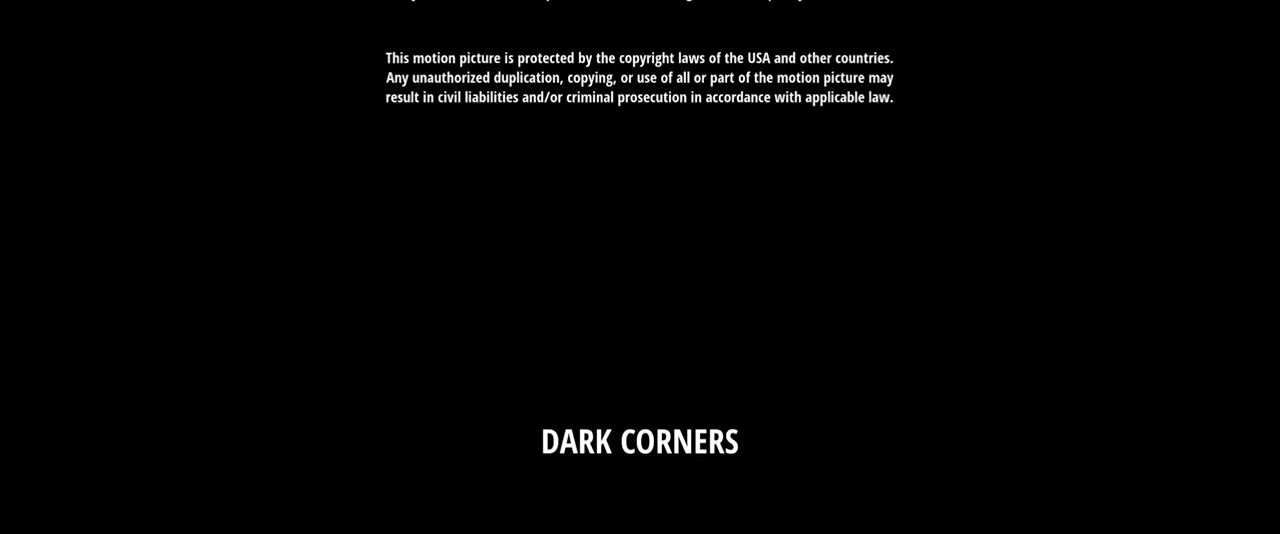 This motion picture is protected by the copyright laws of the USA and other countries.
Any unauthorized duplication, copying, or use of all or part of the motion picture may
result in civil liabilities and/or criminal prosecution in accordance with applicable law.
DARK CORNERS